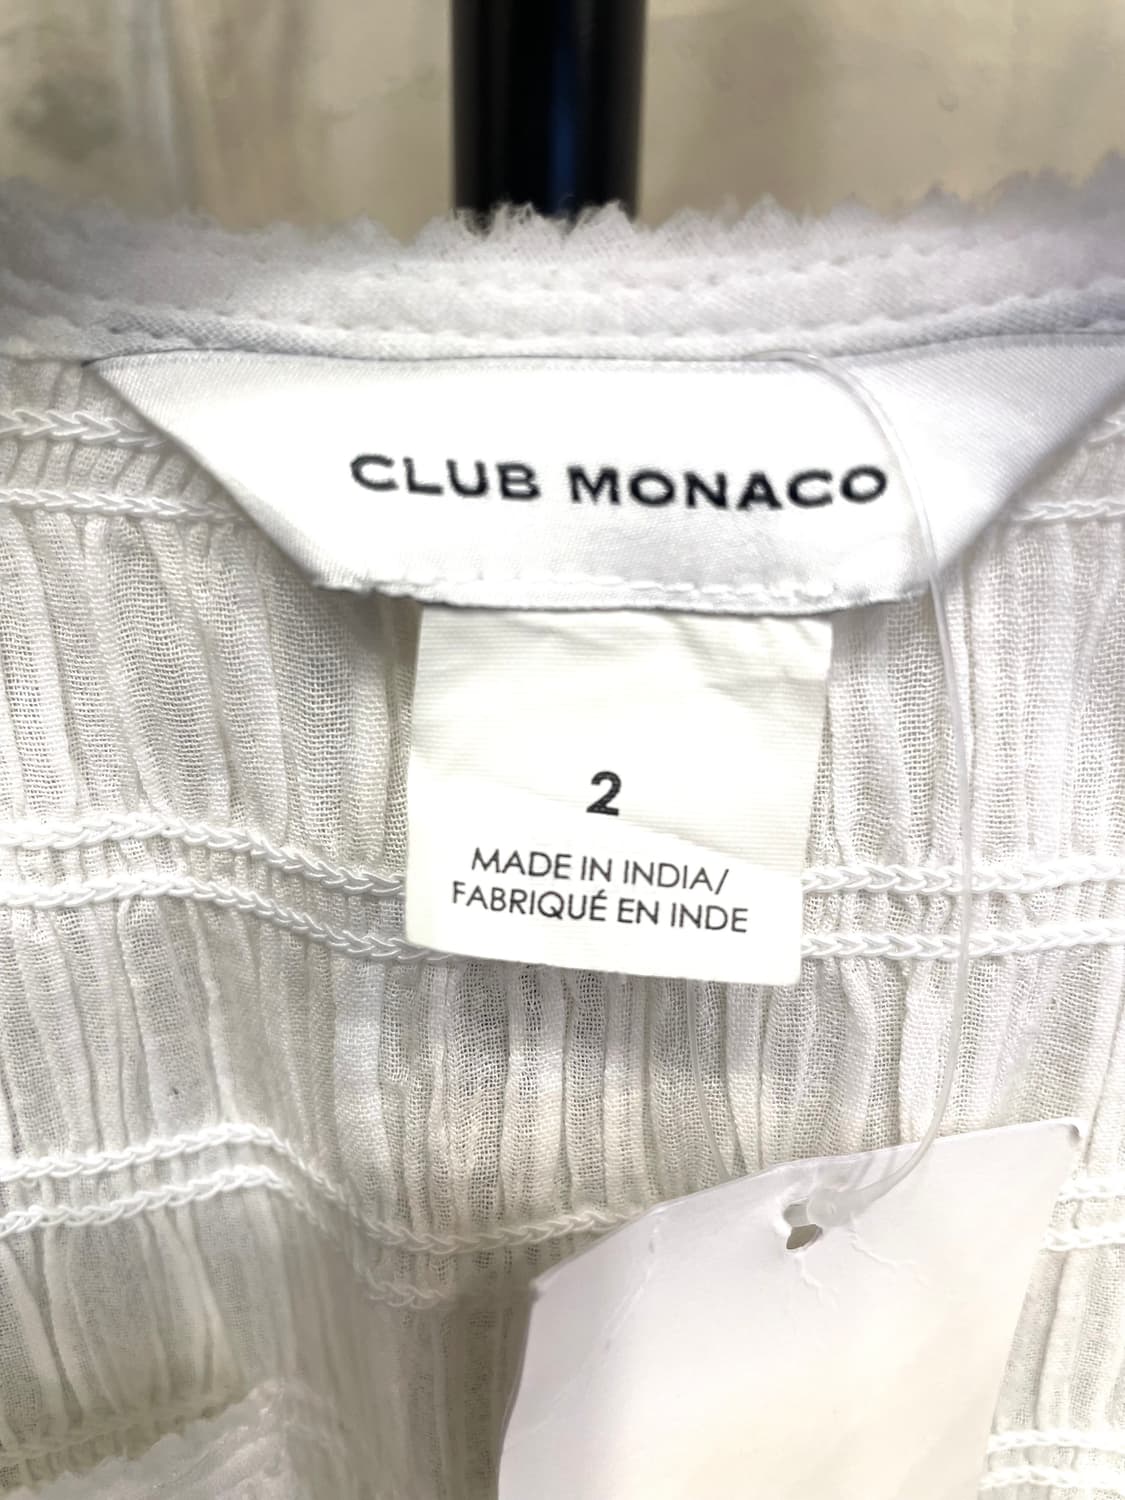 CLUB MONACO
2
MADE IN INDIA/
FABRIQUÉ EN INDE